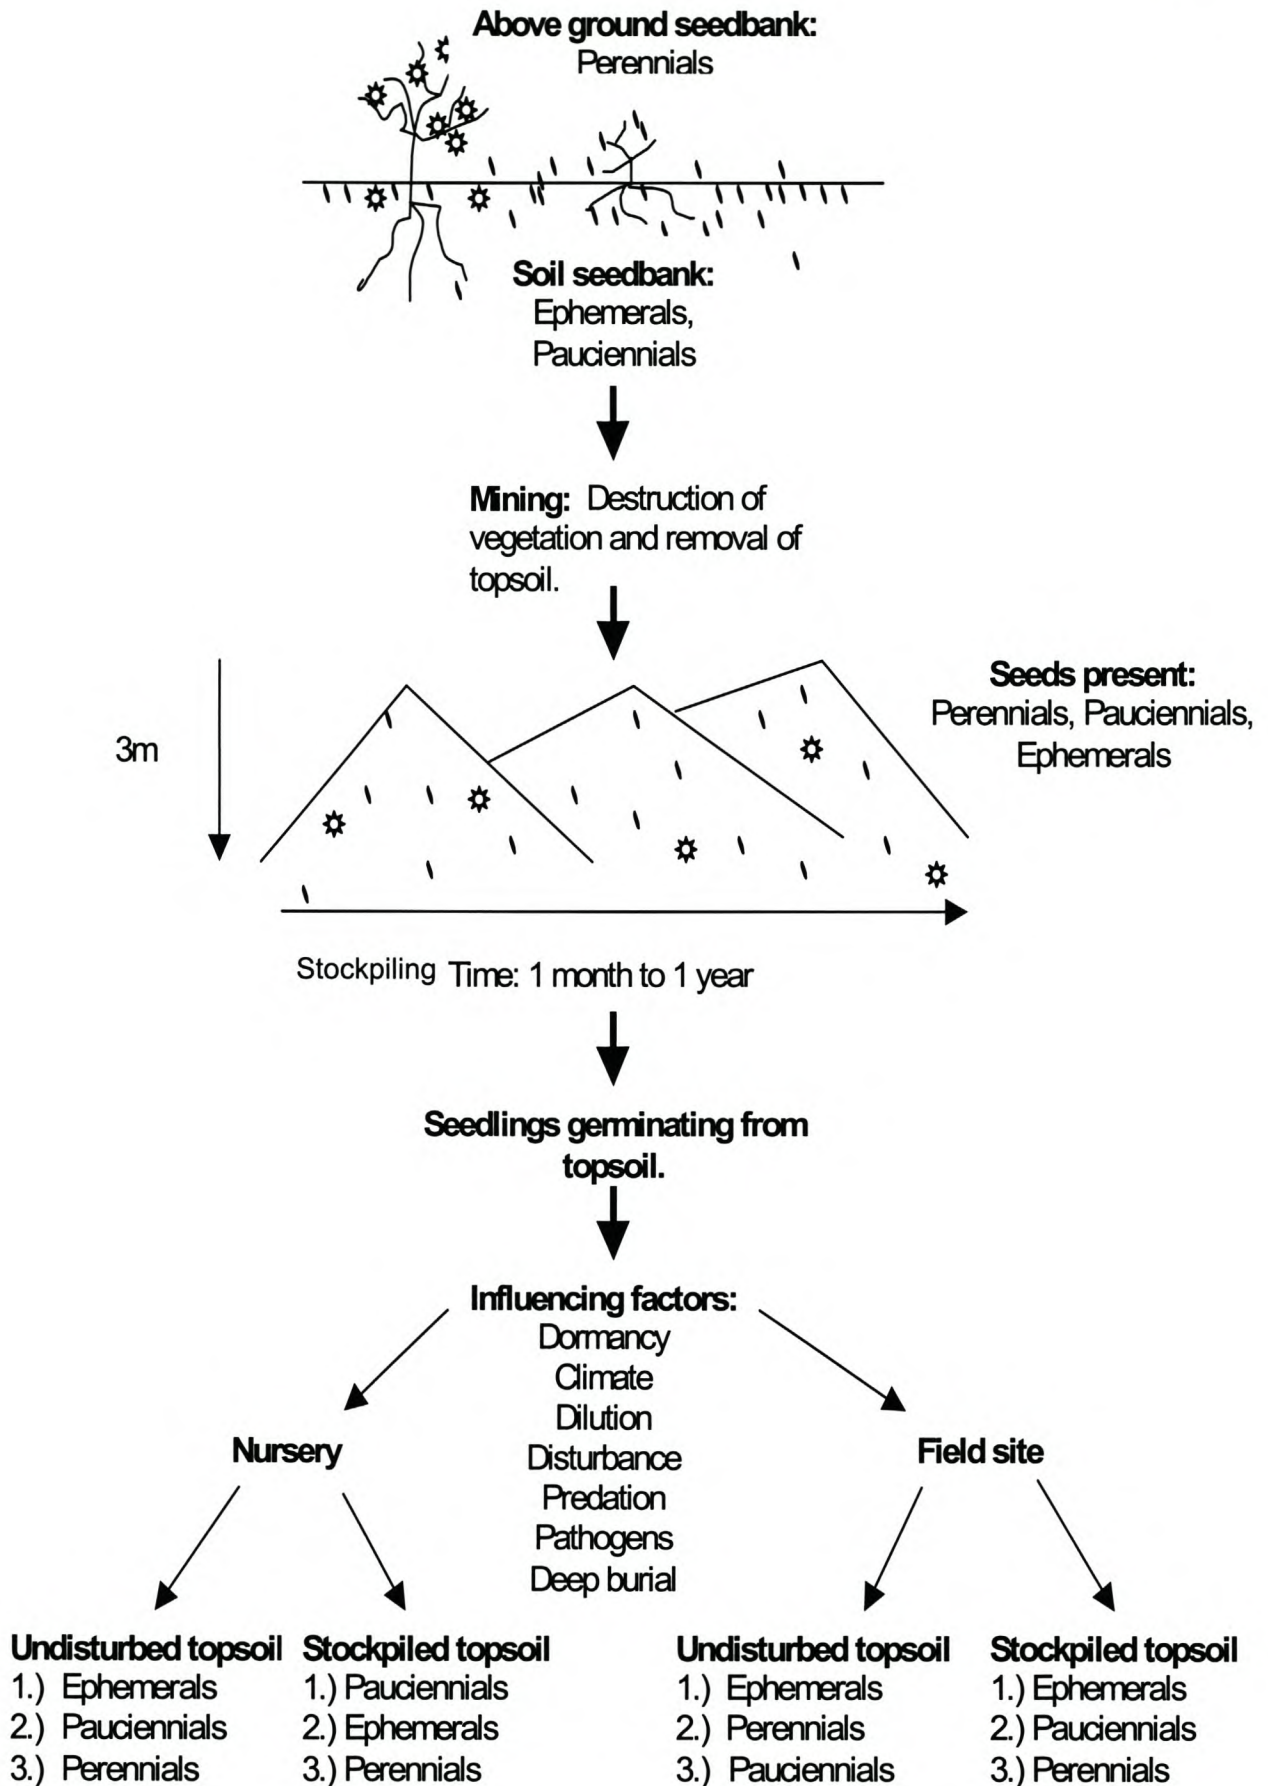 Above ground seedbank:
Perennials
Soil seedbank:
Ephemerals,
Pauciennials
Mining: Destruction of
vegetation and removal of
topsoil.
3m
Seeds present:
Perennials, Pauciennials,
Ephemerals
Stockpiling Time: 1 month to 1 year
Seedlings germinating from
topsoil.
Influencing factors:
Dormancy
Climate
Dilution
Disturbance
Predation
Pathogens
Deep burial
Nursery
Field site
Undisturbed topsoil
1.) Ephemerals
2.) Pauciennials
3.) Perennials
Stockpiled topsoil
1.) Pauciennials
2.) Ephemerals
3.) Perennials
Undisturbed topsoil
1.) Ephemerals
2.) Perennials
3.) Pauciennials
Stockpiled topsoil
1.) Ephemerals
2.) Pauciennials
3.) Perennials